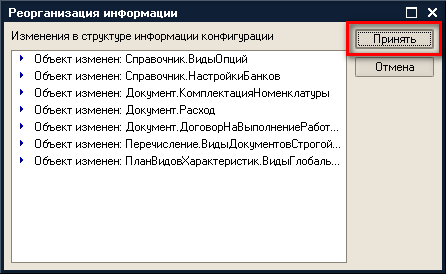 Реорганизация информации
Изменения в структуре информации конфигурации
Принять
Отмена
Объект изменен: Справочник.ВидыОпций
Объект изменен: Справочник.НастройкиБанков
Объект изменен: Документ.КомплектацияНоменклатуры
Объект изменен: Документ.Расход
Объект изменен: Документ.ДоговорНаВыполнениеРабот...
Объект изменен: Перечисление.ВидыДокументовСтрогой...
Объект изменен: ПланВидовХарактеристик.ВидыГлобаль...